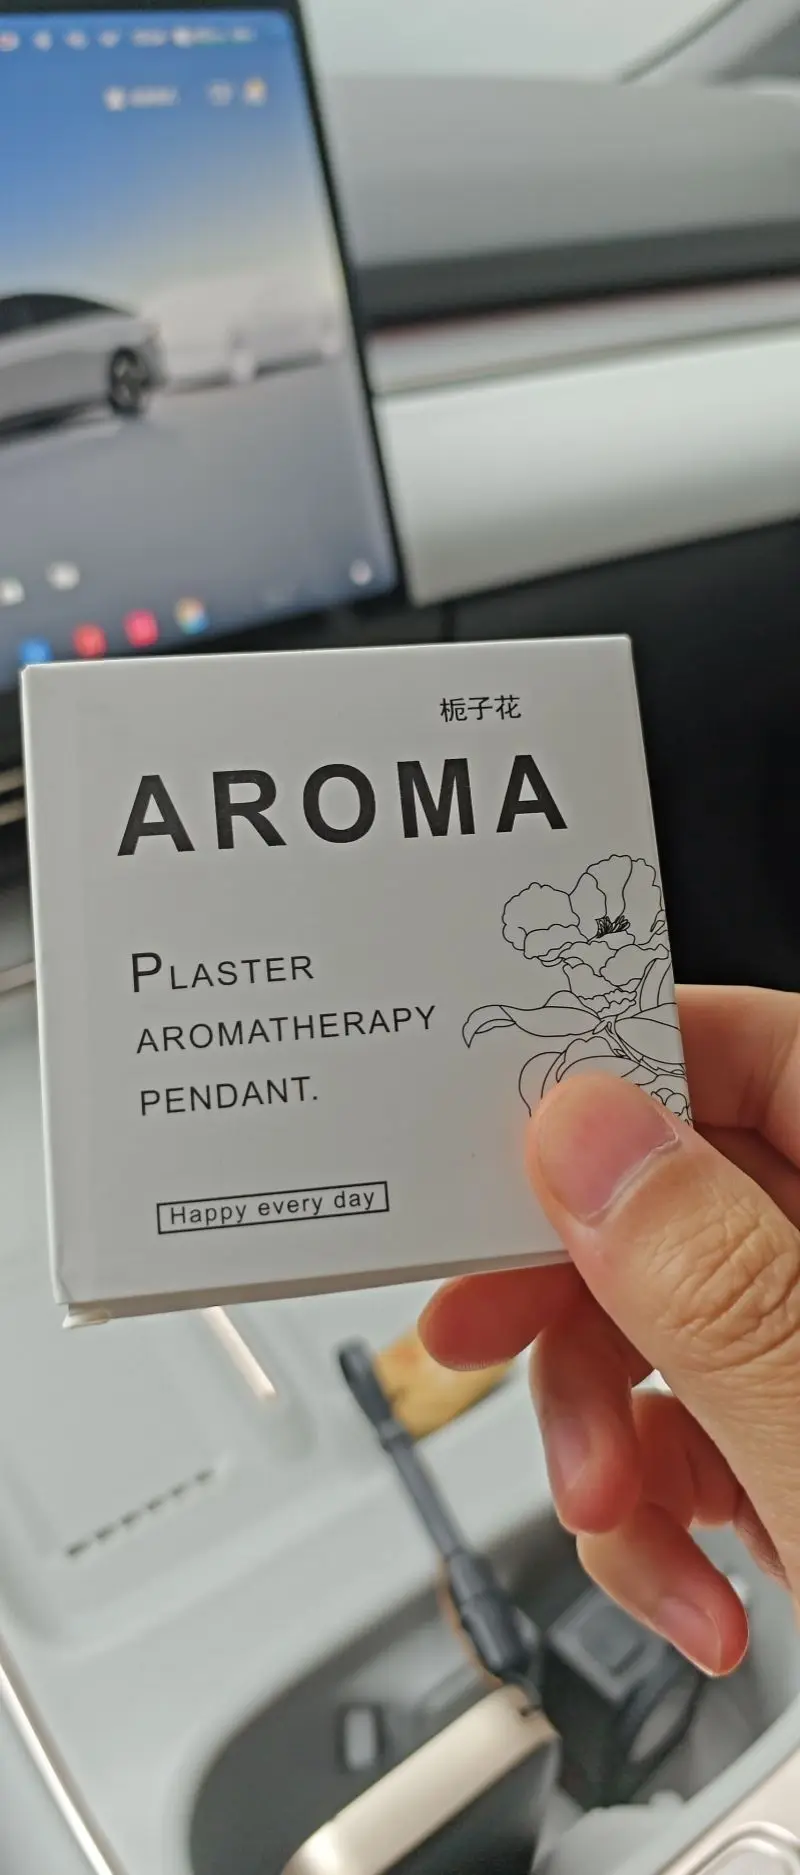 栀子花
AROMA
PLASTER
AROMATHERAPY
PENDANT.
Happy every day